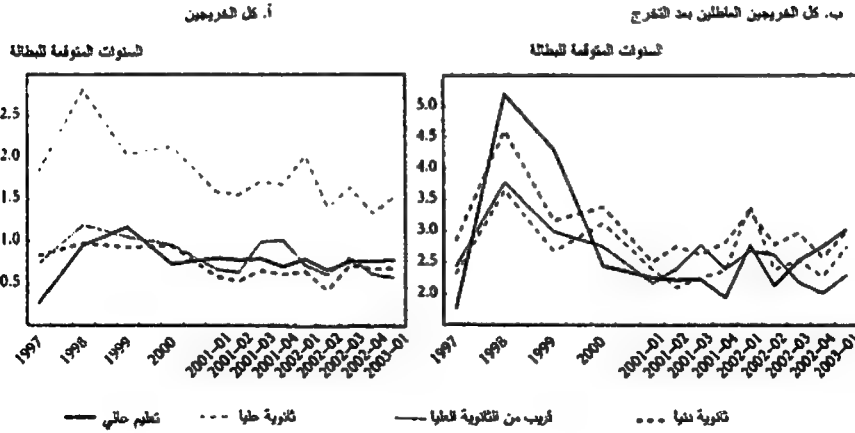 أ. كل الخريجين
ب. كل الخريجين العاطلين بعد التخرج
السنوات المتوقعة للبطالة
السنوات المتوقعة للبطالة
2.5
2.0
1.5
1.0
0.5
5.0
4.5
4.0
3.5
3.0
2.5
2.0
1997 1998 1999 2000 2001-01 2001-02 2001-03 2001-04 2002-01 2002-02 2002-03 2002-04 2003-01
1997 1998 1999 2000 2001-01 2001-02 2001-03 2001-04 2002-01 2002-02 2002-03 2002-04 2003-01
تعليم عالي
ثانوية عليا
قريب من الثانوية العليا
ثانوية دنيا